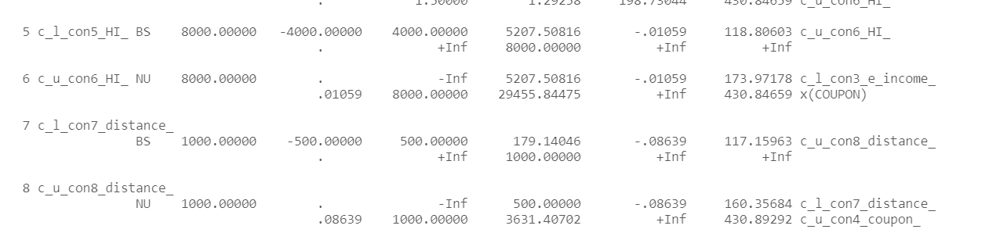 . 1.50000 1.29258 198.73044 430.84659 c_u_con6_HI_
5 c_l_con5_HI_ BS 8000.00000 -4000.00000 4000.00000 5207.50816 -.01059 118.80603 c_u_con6_HI_
. +Inf 8000.00000 +Inf +Inf
6 c_u_con6_HI_ NU 8000.00000 . -Inf 5207.50816 -.01059 173.97178 c_l_con3_e_income_
.01059 8000.00000 29455.84475 +Inf 430.84659 x(COUPON)
7 c_l_con7_distance_
BS 1000.00000 -500.00000 500.00000 179.14046 -.08639 117.15963 c_u_con8_distance_
. +Inf 1000.00000 +Inf +Inf
8 c_u_con8_distance_
NU 1000.00000 . -Inf 500.00000 -.08639 160.35684 c_l_con7_distance_
.08639 1000.00000 3631.40702 +Inf 430.89292 c_u_con4_coupon_